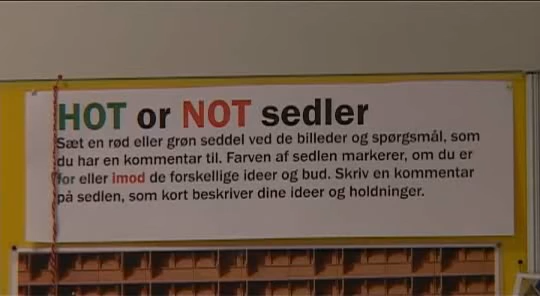 HOT or NOT sedler
Sæt en rød eller grøn seddel ved de billeder og spørgsmål, som
du har en kommentar til. Farven af sedlen markerer, om du er
for eller imod de forskellige ideer og bud. Skriv en kommentar
på sedlen, som kort beskriver dine ideer og holdninger.